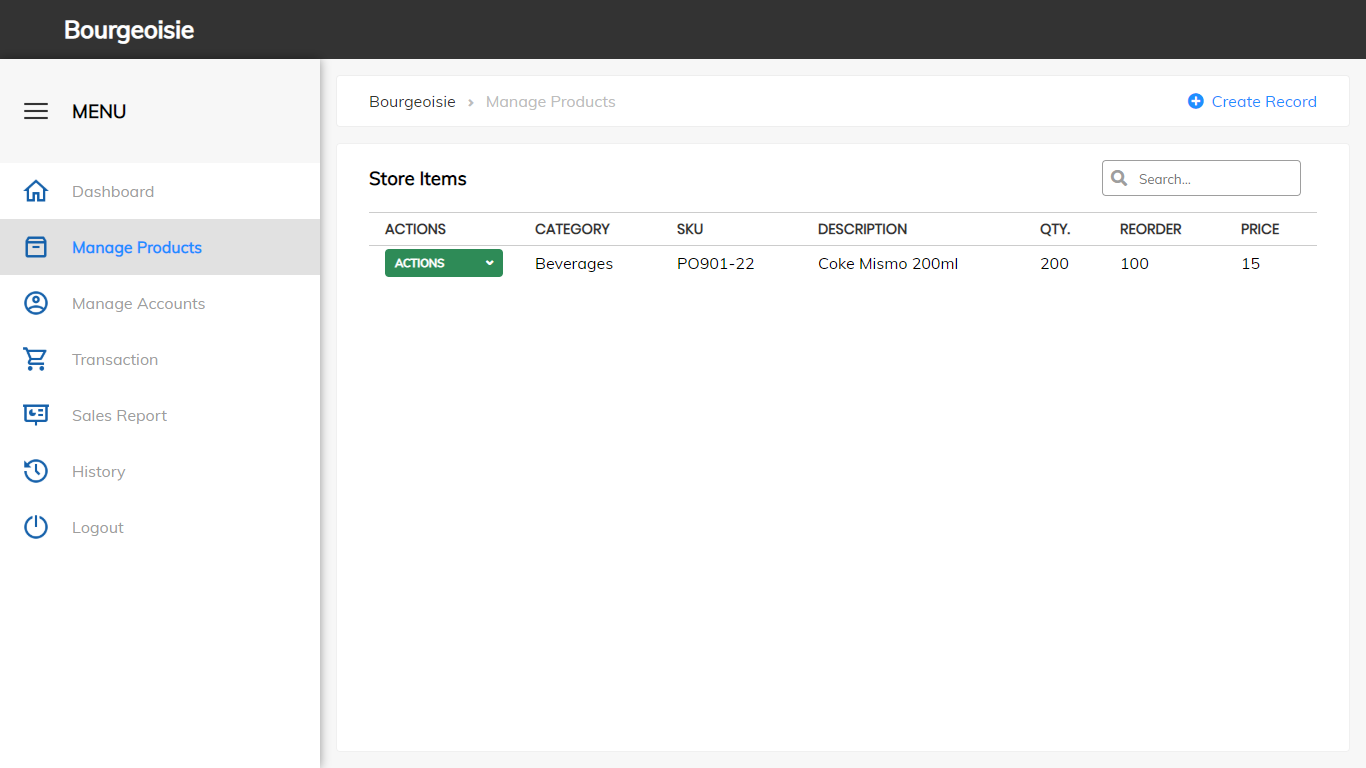 Bourgeoisie
MENU
Dashboard
Manage Products
Manage Accounts
Transaction
Sales Report
History
Logout
Bourgeoisie › Manage Products
Create Record
Store Items
Search...
ACTIONS CATEGORY SKU DESCRIPTION QTY. REORDER PRICE
ACTIONS Beverages PO901-22 Coke Mismo 200ml 200 100 15